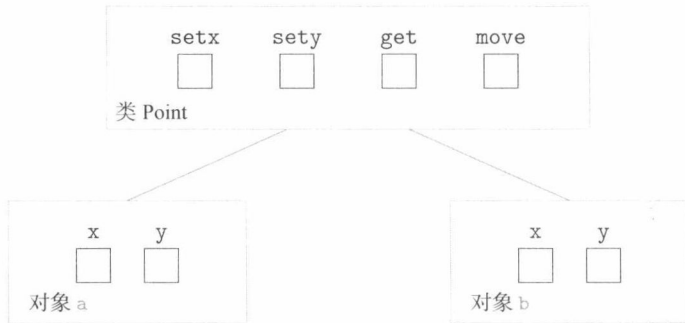 setx sety get move
类 Point
x y x y
对象 a 对象 b